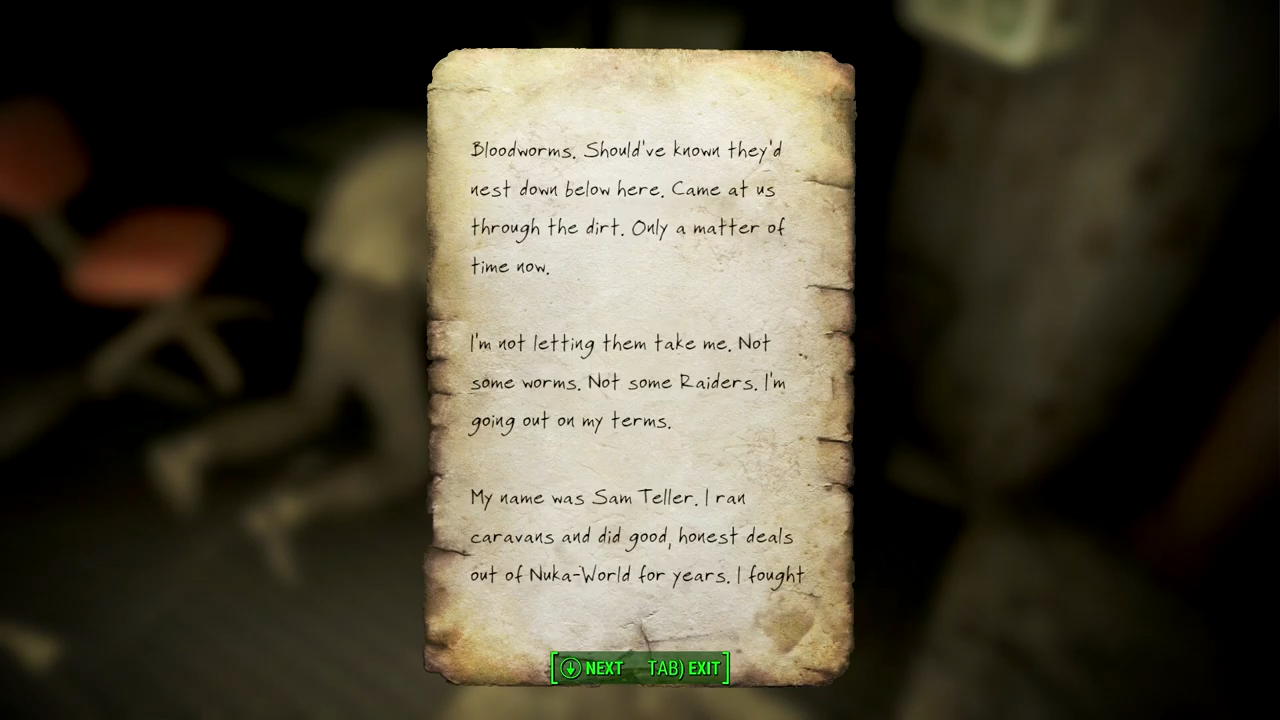 Bloodworms. Should've known they'd
nest down below here. Came at us
through the dirt. Only a matter of
time now.
I'm not letting them take me. Not
some worms. Not some Raiders. I'm
going out on my terms.
My name was Sam Teller. I ran
caravans and did good, honest deals
out of Nuka-World for years. I fought
[↓ NEXT TAB) EXIT]